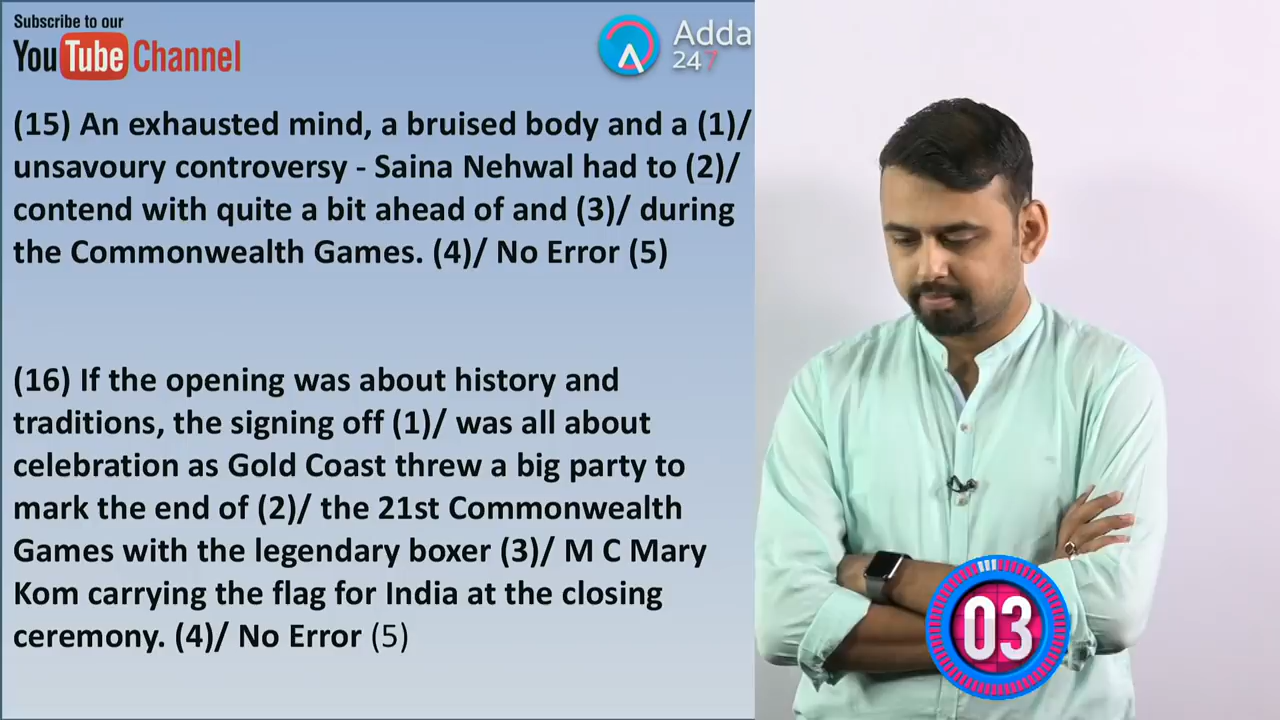 Subscribe to our
YouTube Channel
Adda
247
(15) An exhausted mind, a bruised body and a (1)/
unsavoury controversy - Saina Nehwal had to (2)/
contend with quite a bit ahead of and (3)/ during
the Commonwealth Games. (4)/ No Error (5)
(16) If the opening was about history and
traditions, the signing off (1)/ was all about
celebration as Gold Coast threw a big party to
mark the end of (2)/ the 21st Commonwealth
Games with the legendary boxer (3)/ M C Mary
Kom carrying the flag for India at the closing
ceremony. (4)/ No Error (5)
03